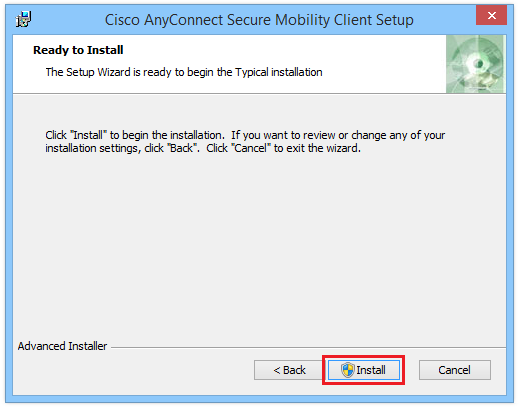 Cisco AnyConnect Secure Mobility Client Setup
Ready to Install
The Setup Wizard is ready to begin the Typical installation
Click "Install" to begin the installation.  If you want to review or change any of your
installation settings, click "Back".  Click "Cancel" to exit the wizard.
Advanced Installer
< Back
Install
Cancel